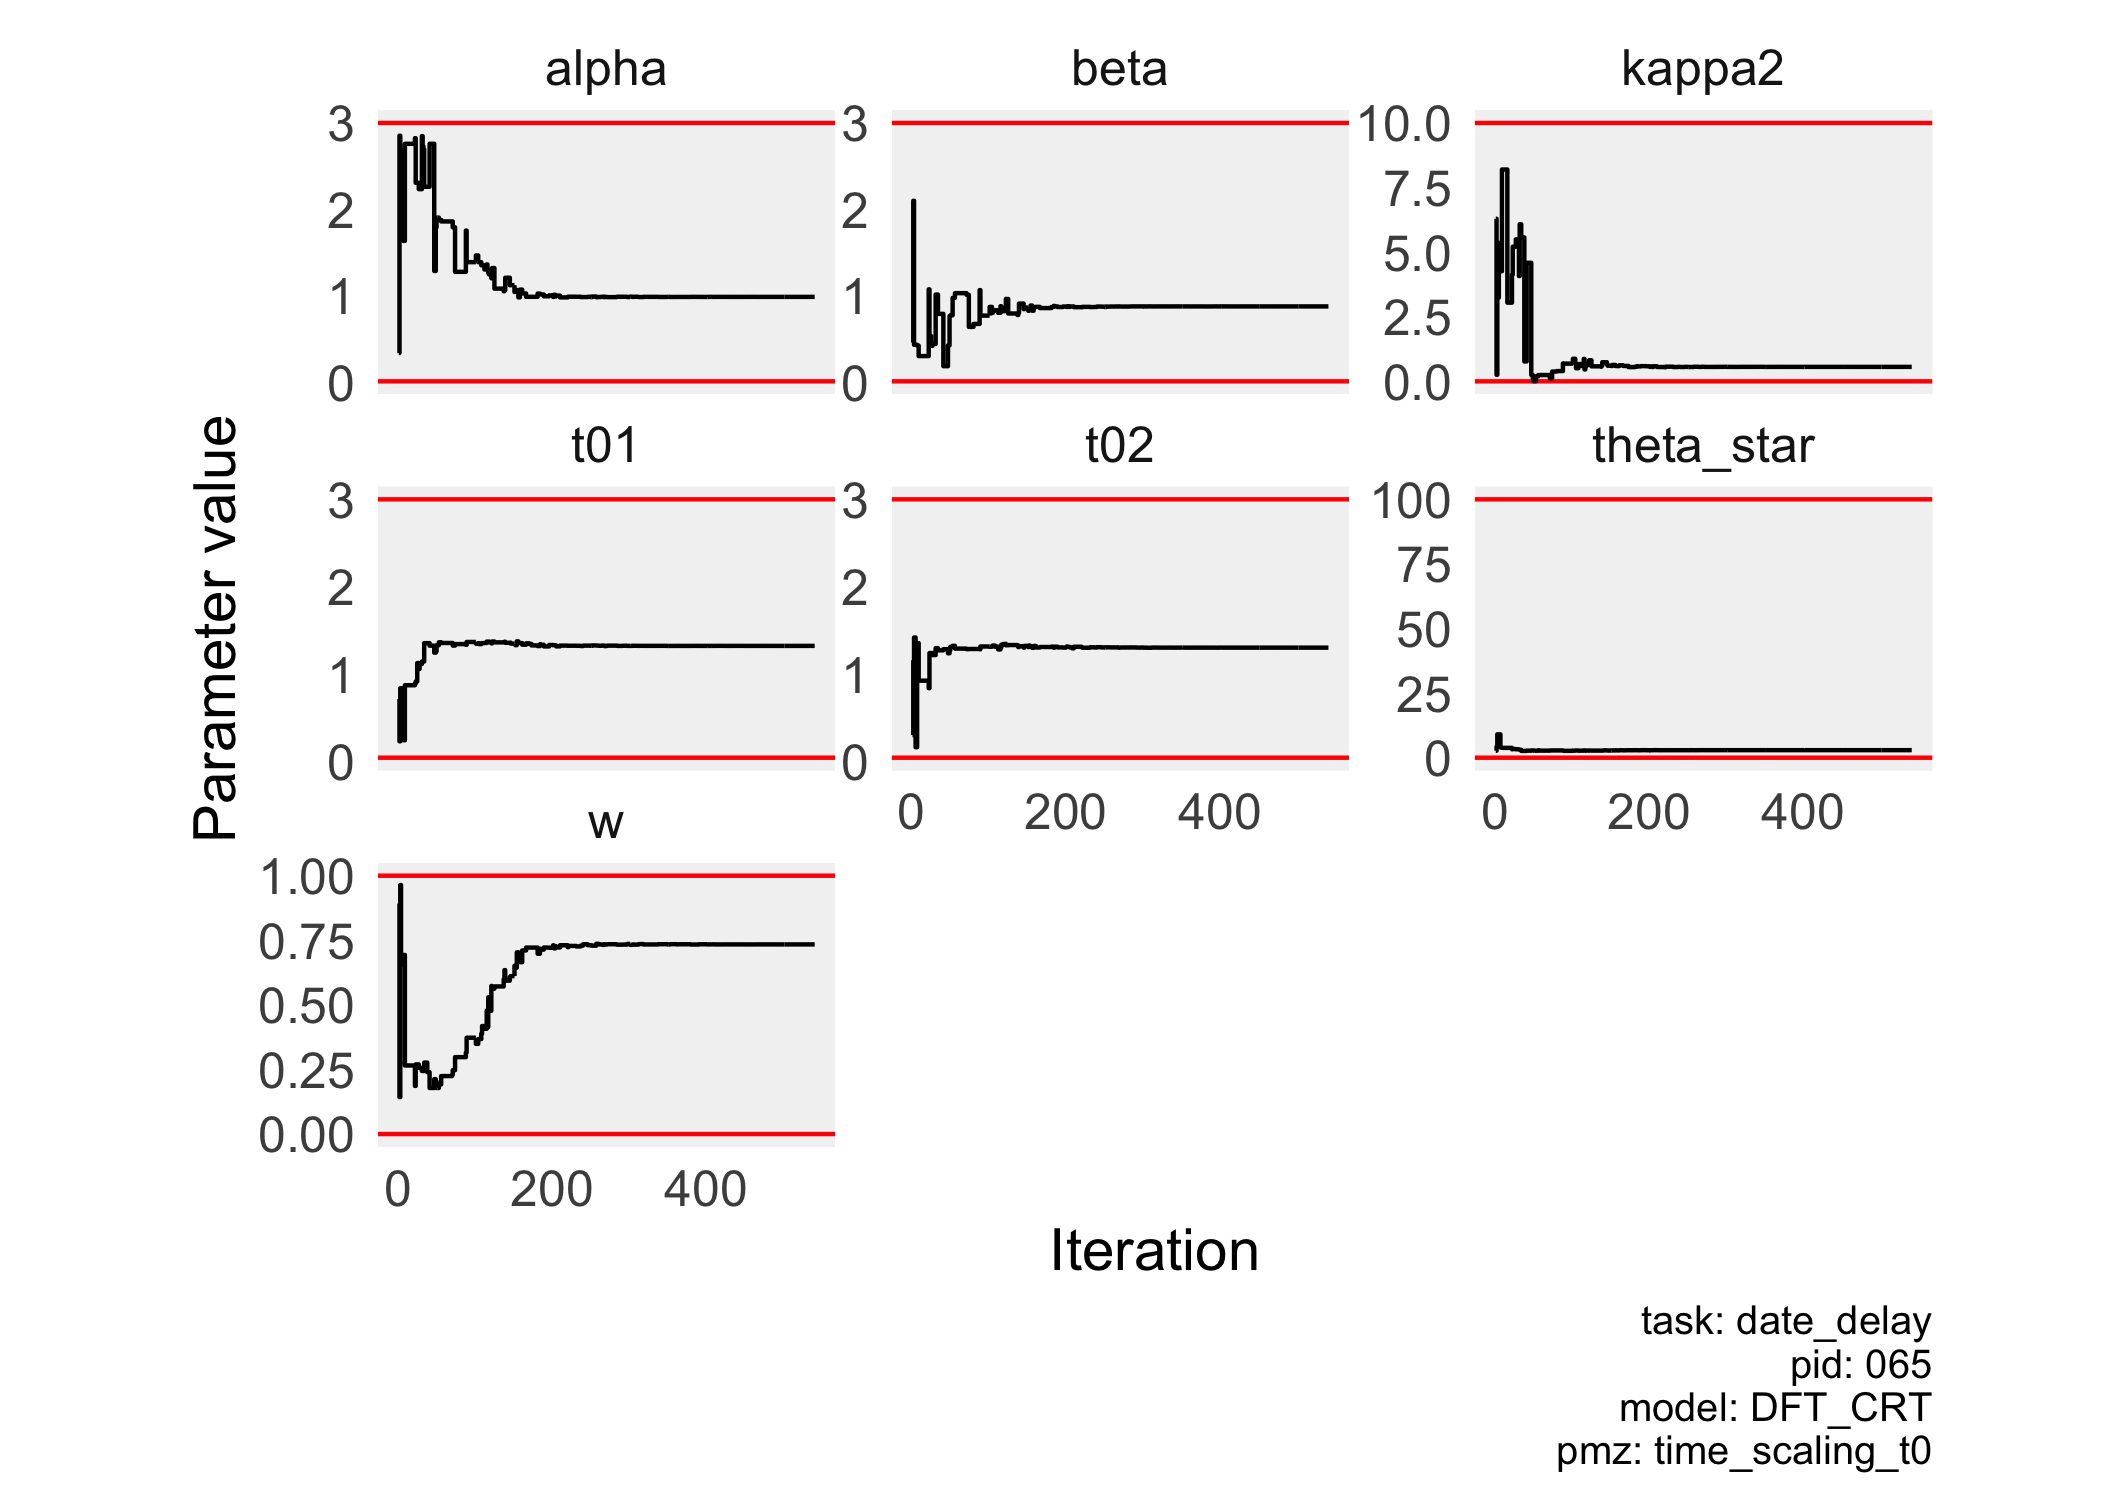 alpha
beta
kappa2
3
2
1
0
3
2
1
0
10.0
7.5
5.0
2.5
0.0
t01
t02
theta_star
3
2
1
0
3
2
1
0
100
75
50
25
0
0 200 400
0 200 400
w
1.00
0.75
0.50
0.25
0.00
0 200 400
Parameter value
Iteration
task: date_delay
pid: 065
model: DFT_CRT
pmz: time_scaling_t0